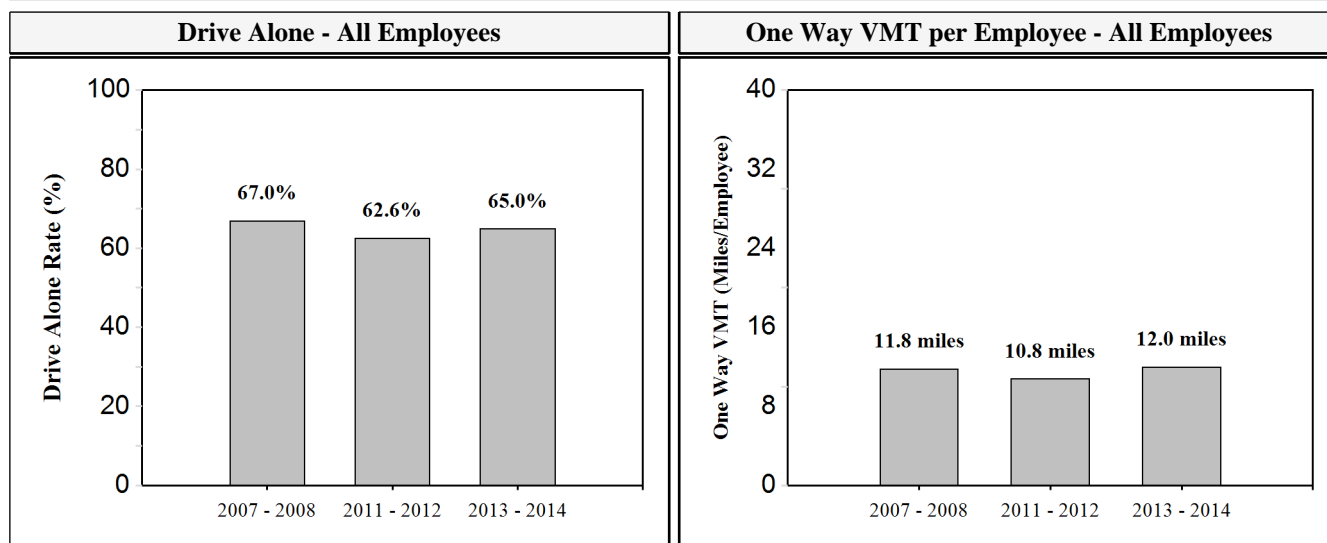 Drive Alone - All Employees
One Way VMT per Employee - All Employees
Drive Alone Rate (%)
100
80
60
40
20
0
67.0%
62.6%
65.0%
2007 - 2008
2011 - 2012
2013 - 2014
One Way VMT (Miles/Employee)
40
32
24
16
8
0
11.8 miles
10.8 miles
12.0 miles
2007 - 2008
2011 - 2012
2013 - 2014